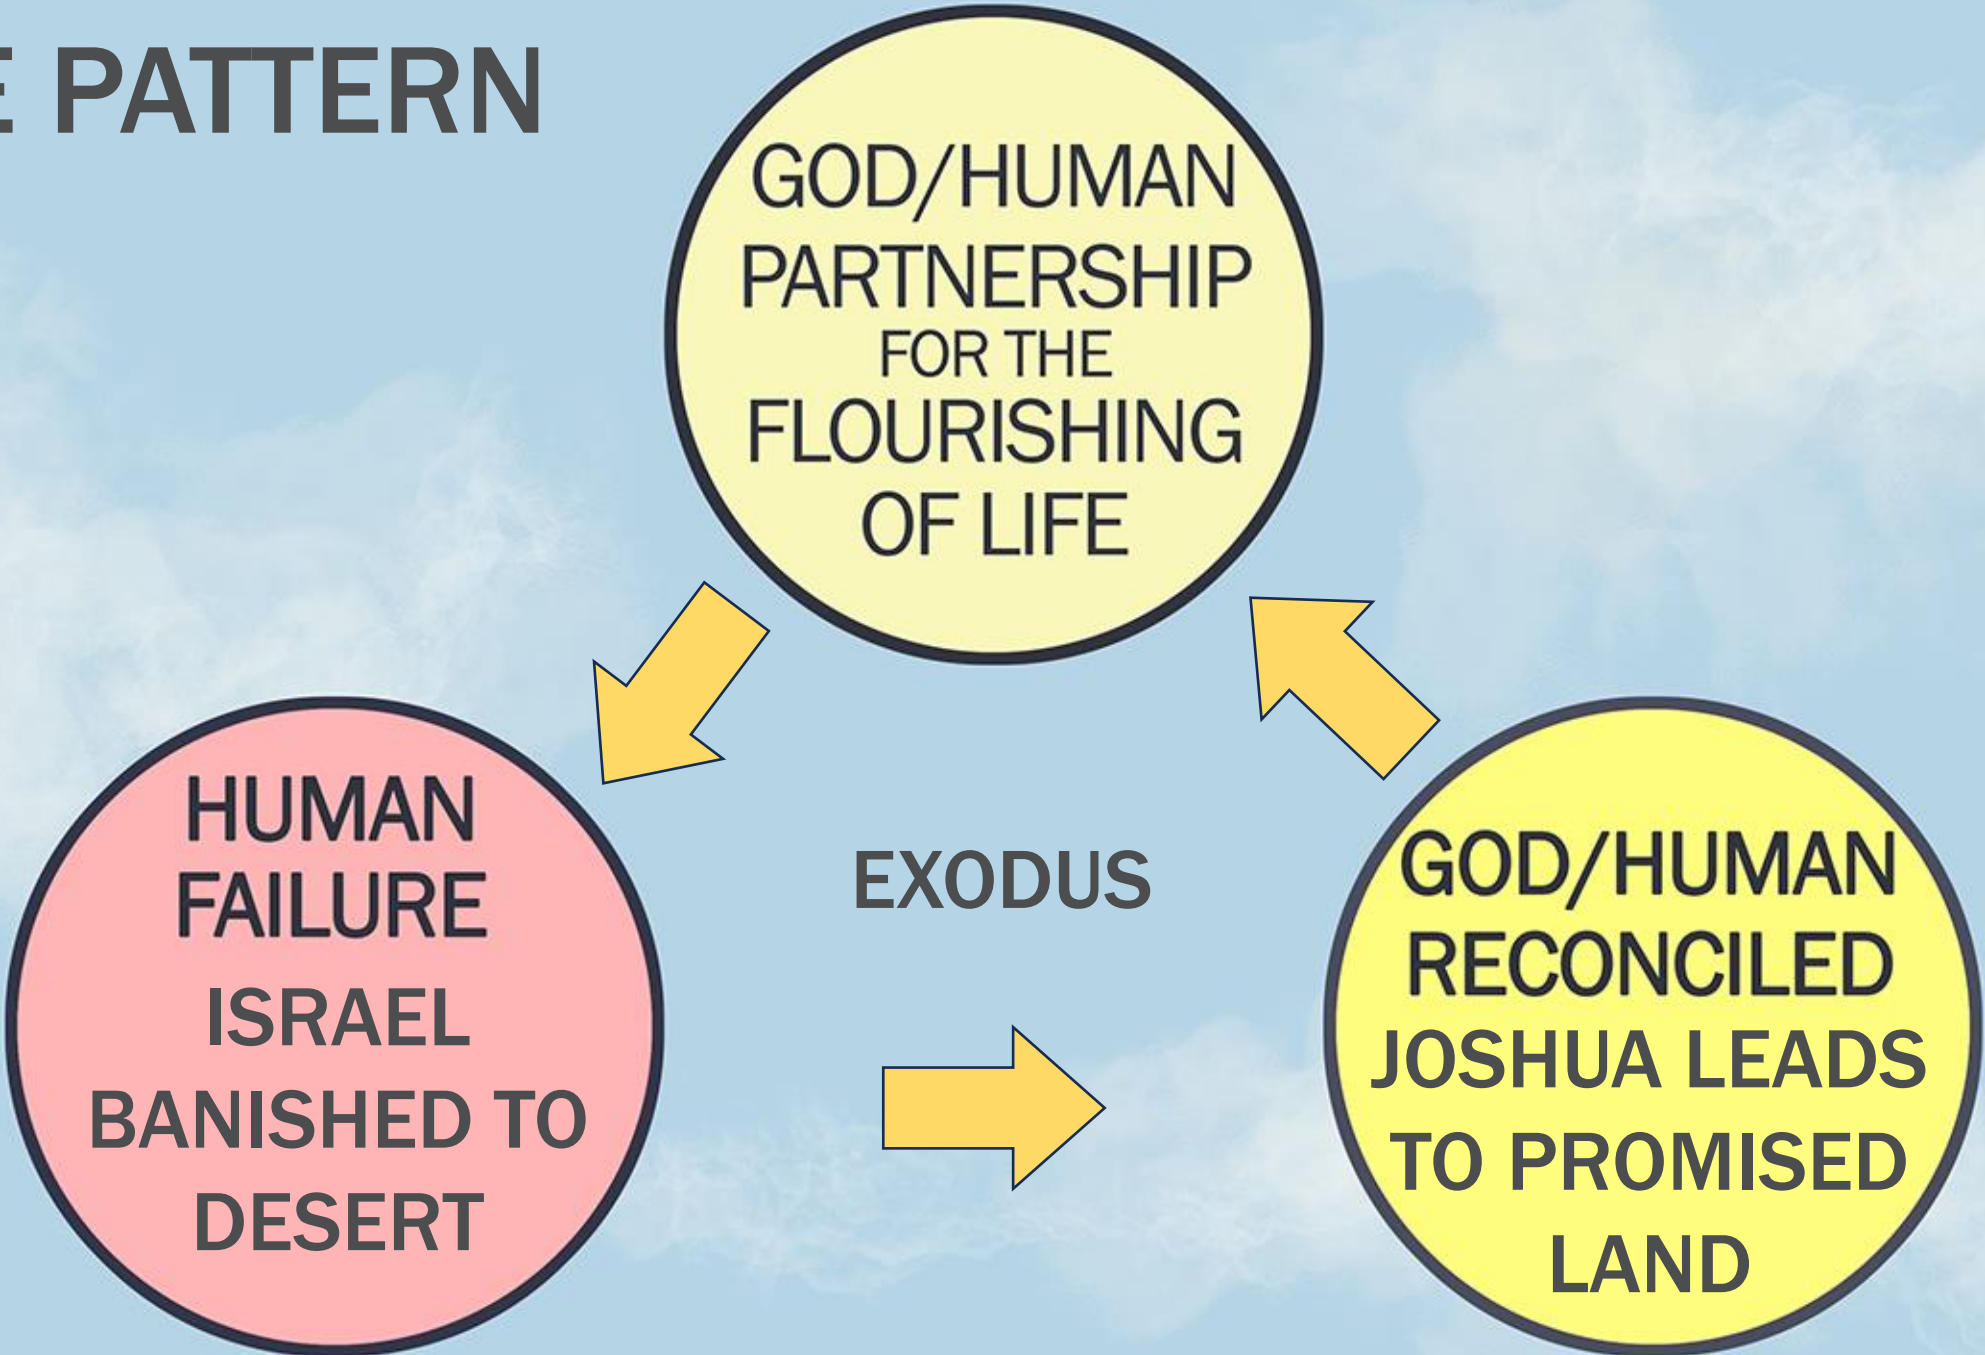 E PATTERN
GOD/HUMAN
PARTNERSHIP
FOR THE
FLOURISHING
OF LIFE
HUMAN
FAILURE
ISRAEL
BANISHED TO
DESERT
EXODUS
GOD/HUMAN
RECONCILED
JOSHUA LEADS
TO PROMISED
LAND